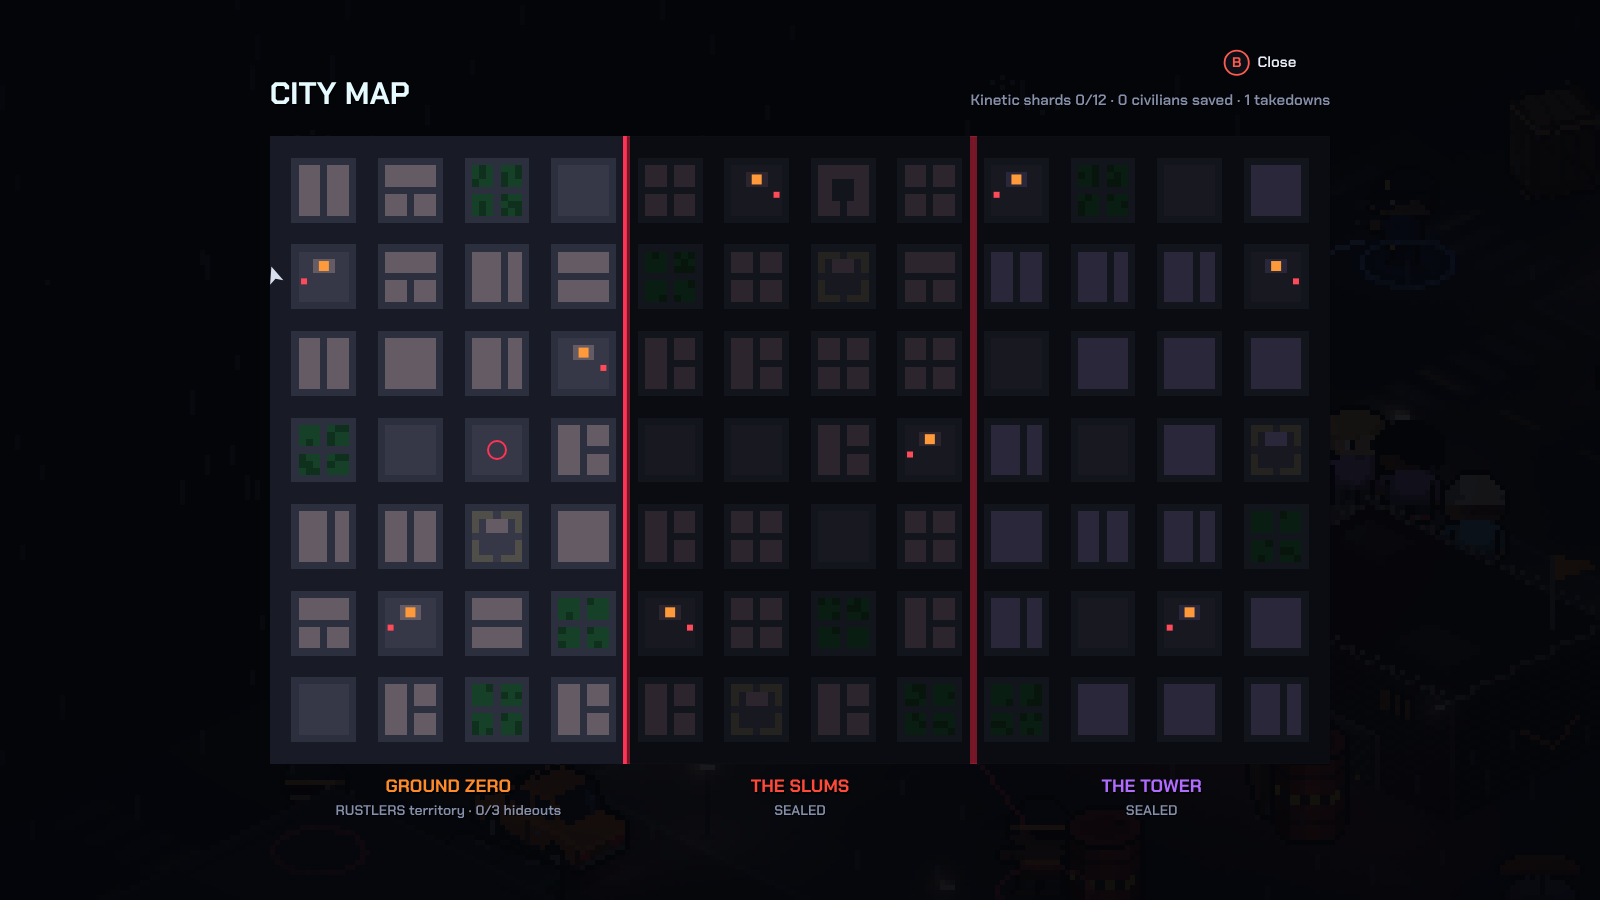 B Close
CITY MAP
Kinetic shards 0/12 · 0 civilians saved · 1 takedowns
GROUND ZERO
RUSTLERS territory · 0/3 hideouts
THE SLUMS
SEALED
THE TOWER
SEALED